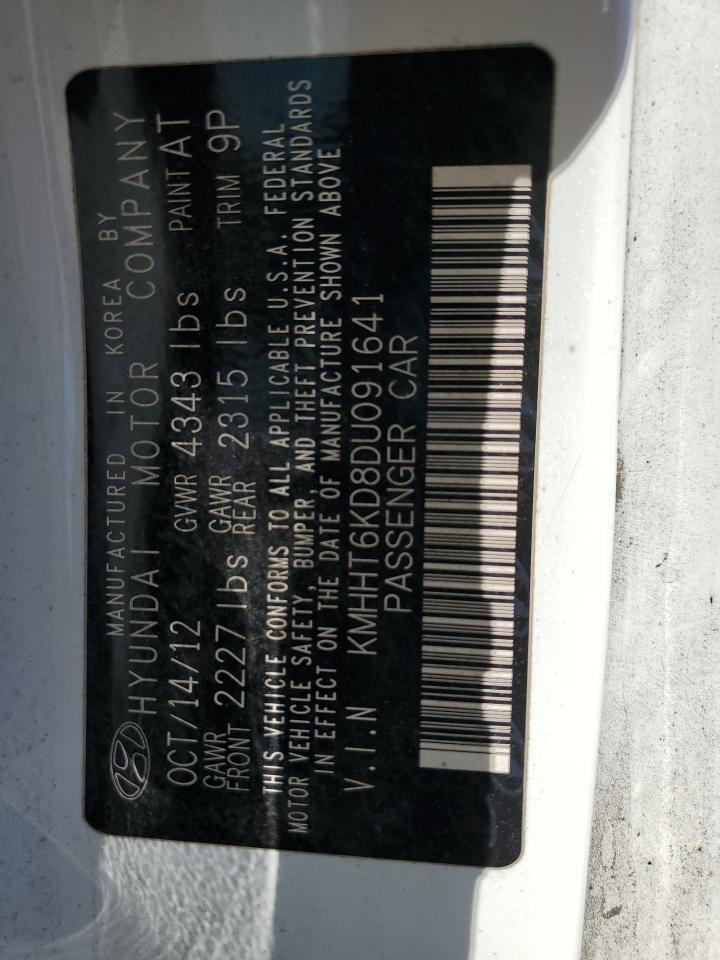 MANUFACTURED IN KOREA BY
HYUNDAI MOTOR COMPANY
OCT/14/12 GVWR 4343 lbs PAINT AT
GAWR FRONT 2227 lbs GAWR REAR 2315 lbs TRIM 9P
THIS VEHICLE CONFORMS TO ALL APPLICABLE U.S.A. FEDERAL
MOTOR VEHICLE SAFETY, BUMPER, AND THEFT PREVENTION STANDARDS
IN EFFECT ON THE DATE OF MANUFACTURE SHOWN ABOVE
V.I.N KMHHT6KD8DU091641
PASSENGER CAR